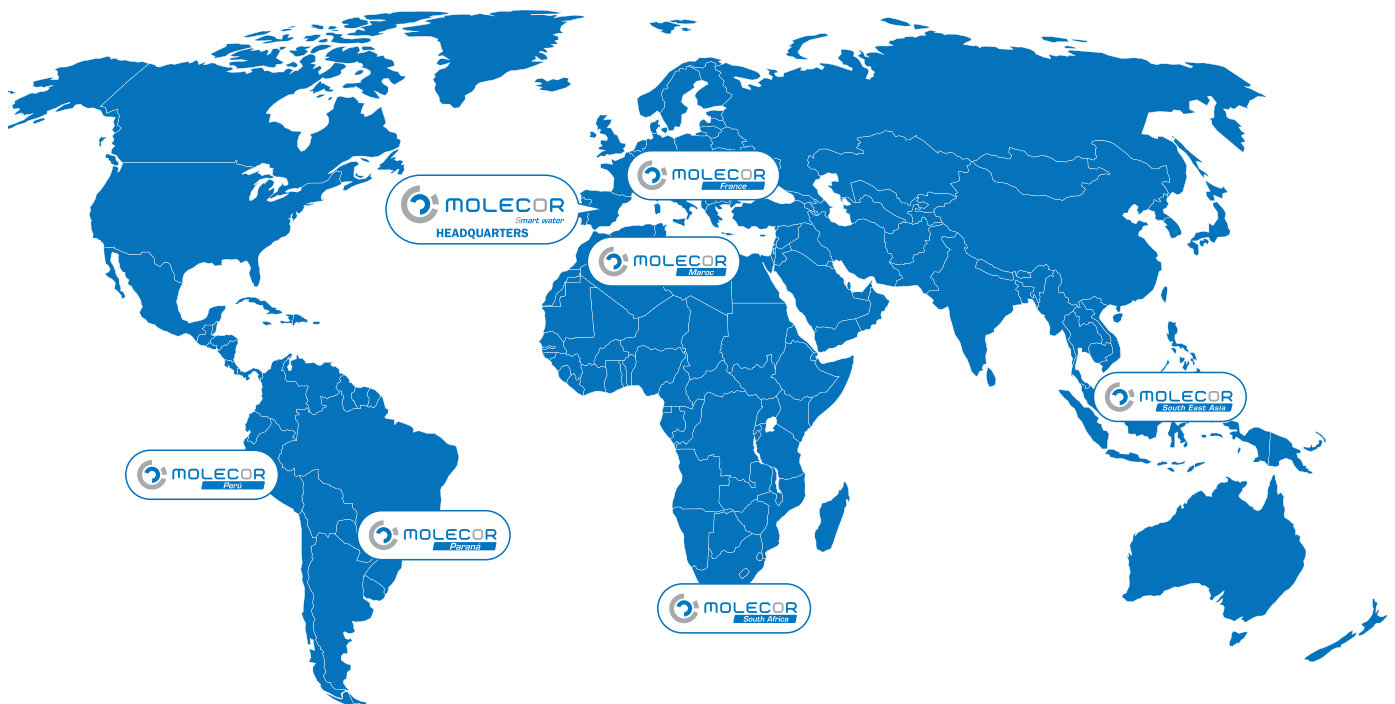 MOLECOR
France
MOLECOR
Smart water
HEADQUARTERS
MOLECOR
Maroc
MOLECOR
South East Asia
MOLECOR
Perú
MOLECOR
Paraná
MOLECOR
South Africa